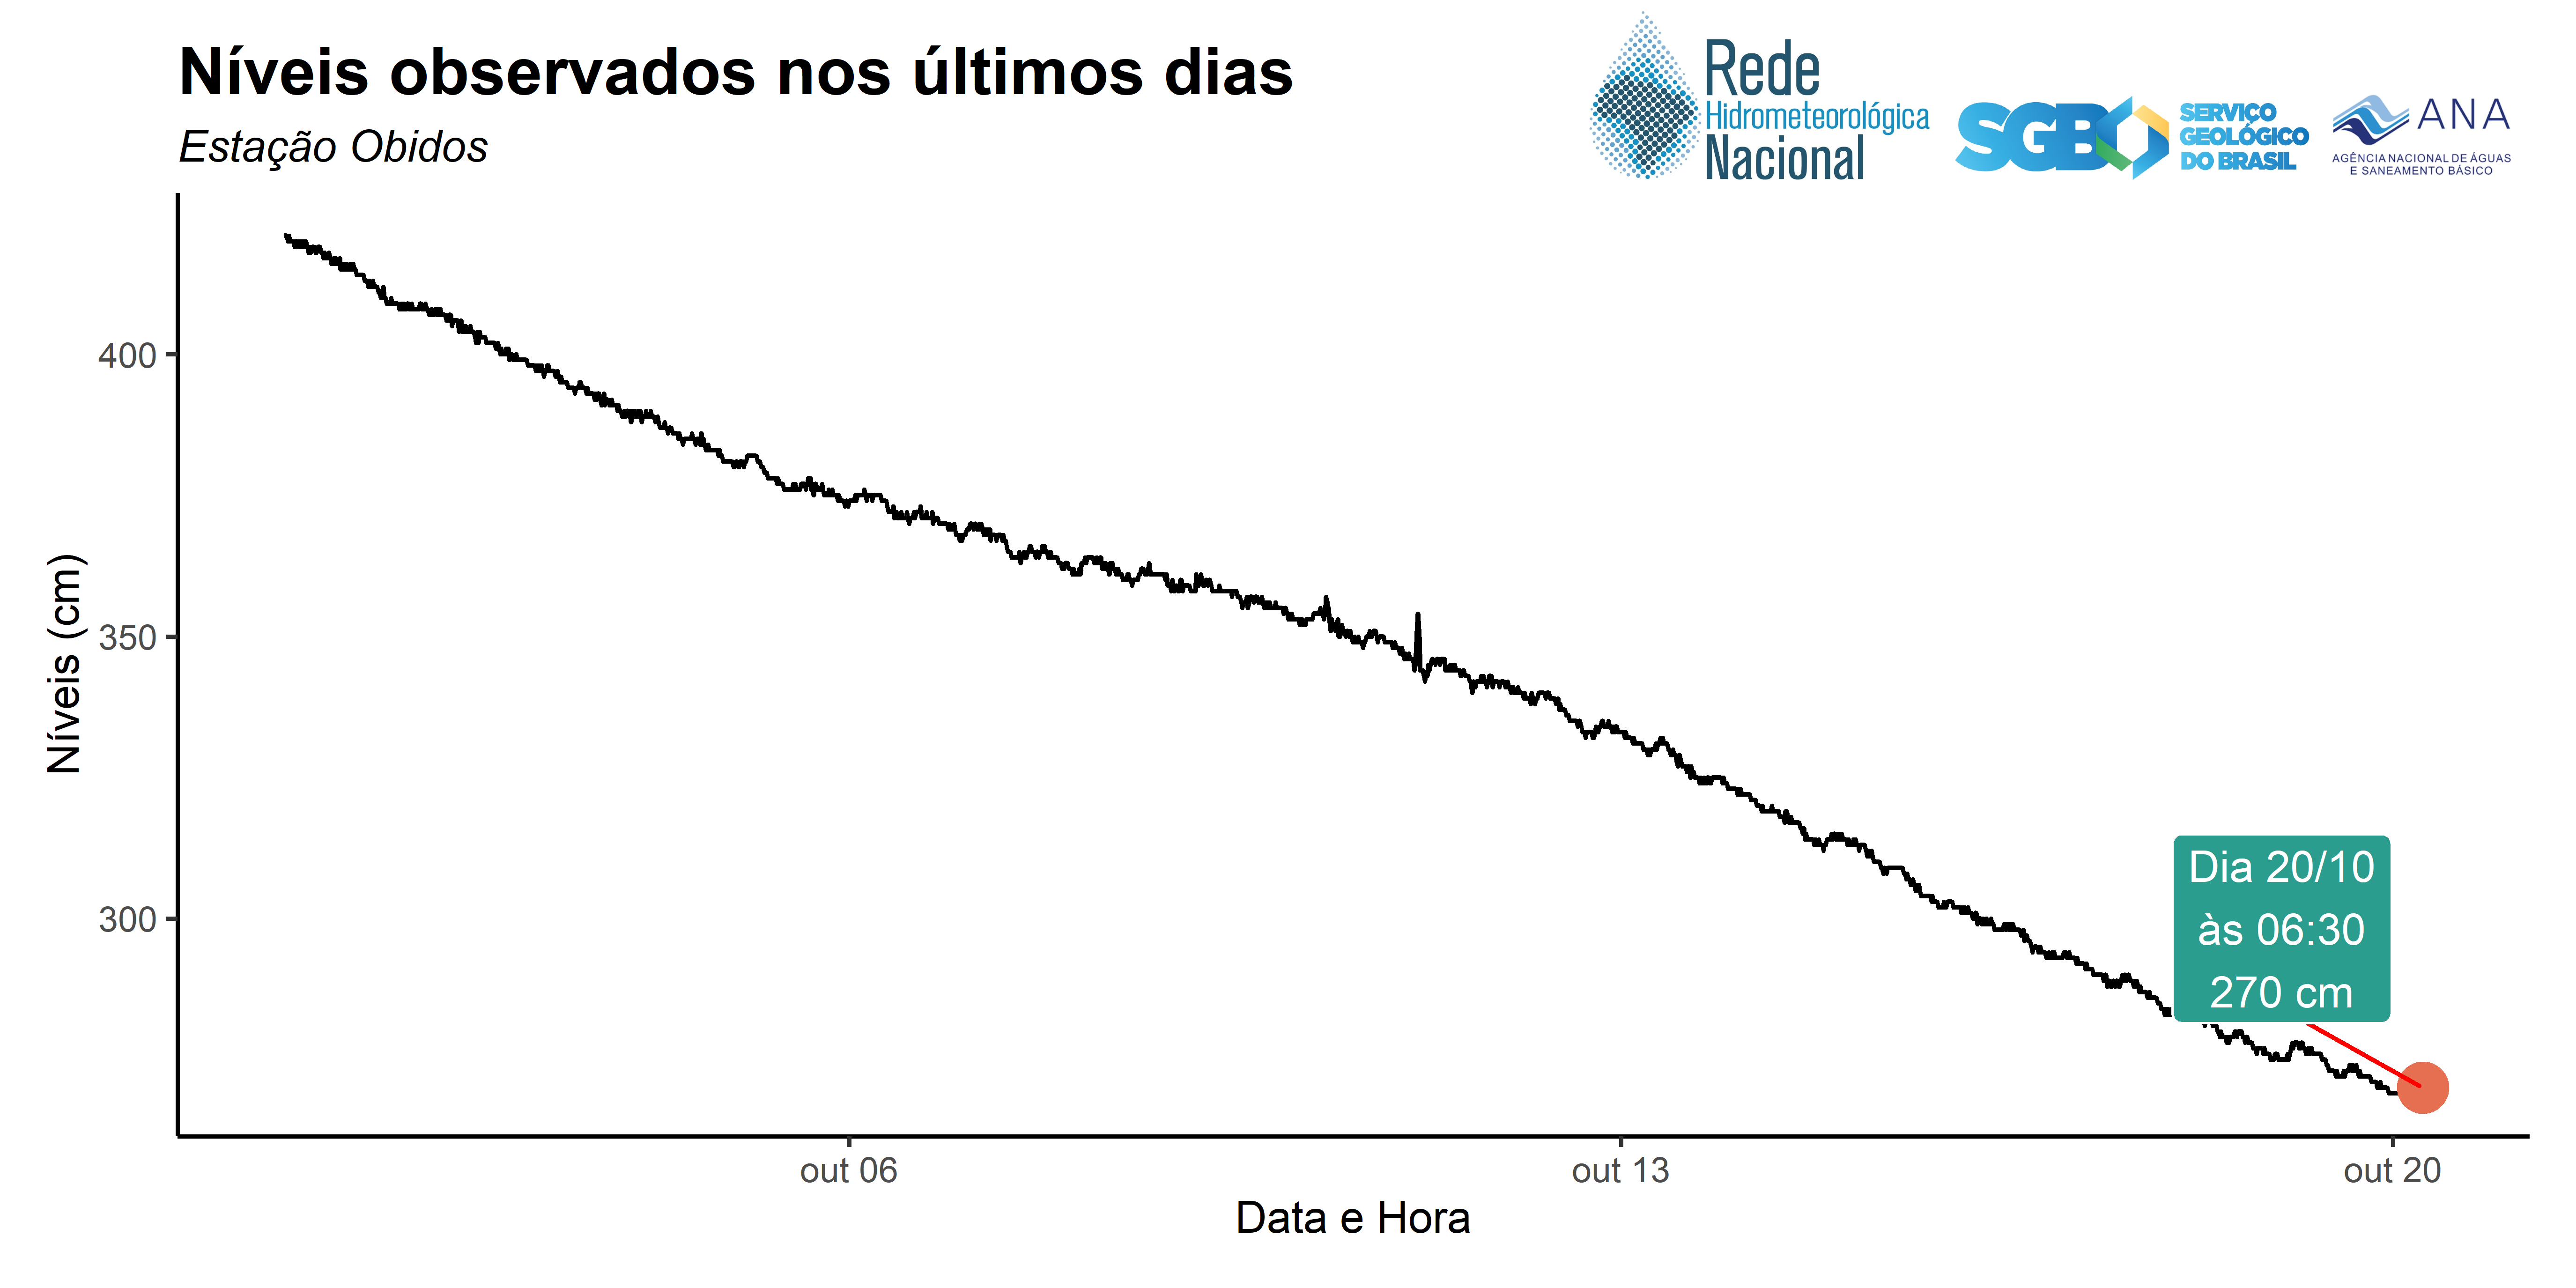 Níveis observados nos últimos dias
Estação Obidos
Rede
Hidrometeorológica
Nacional
SGB
SERVIÇO
GEOLÓGICO
DO BRASIL
ANA
AGÊNCIA NACIONAL DE ÁGUAS
E SANEAMENTO BÁSICO
Níveis (cm)
400
350
300
Dia 20/10
às 06:30
270 cm
out 06
out 13
out 20
Data e Hora